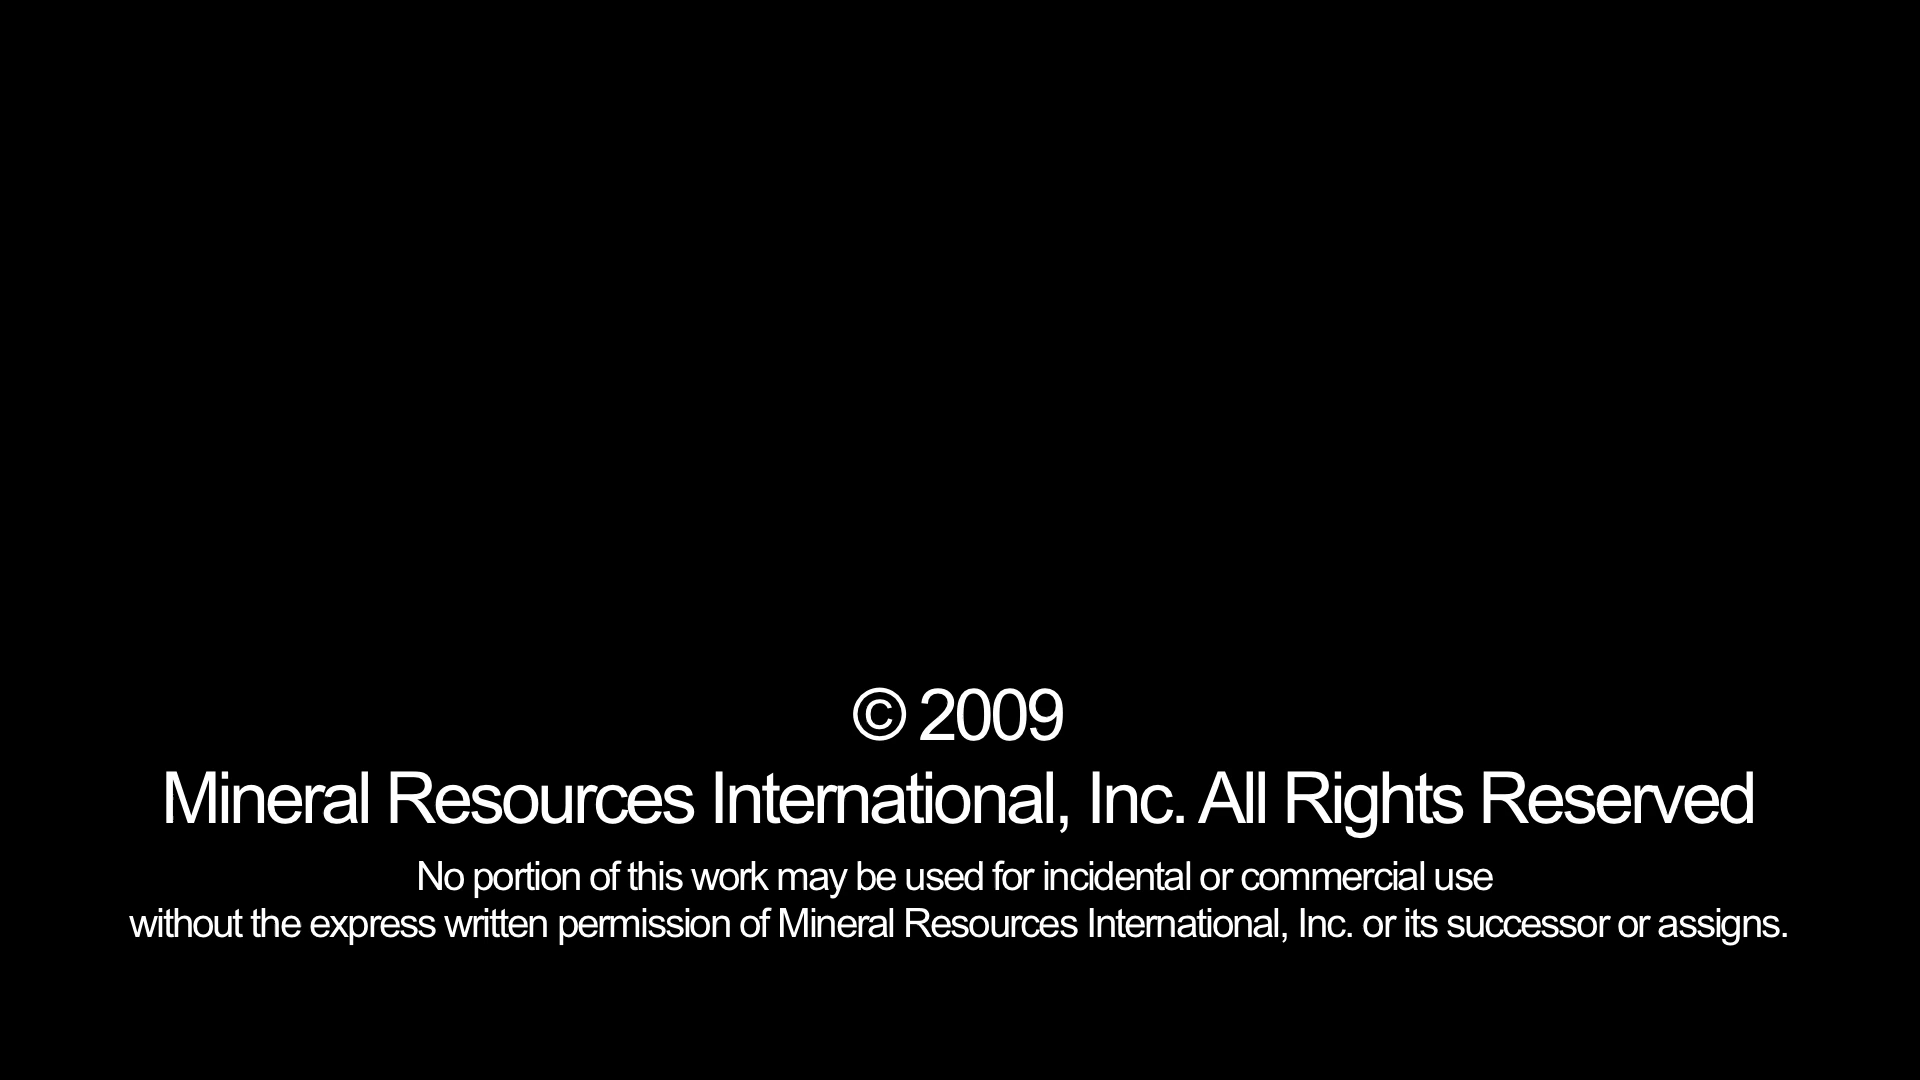 © 2009
Mineral Resources International, Inc. All Rights Reserved
No portion of this work may be used for incidental or commercial use
without the express written permission of Mineral Resources International, Inc. or its successor or assigns.